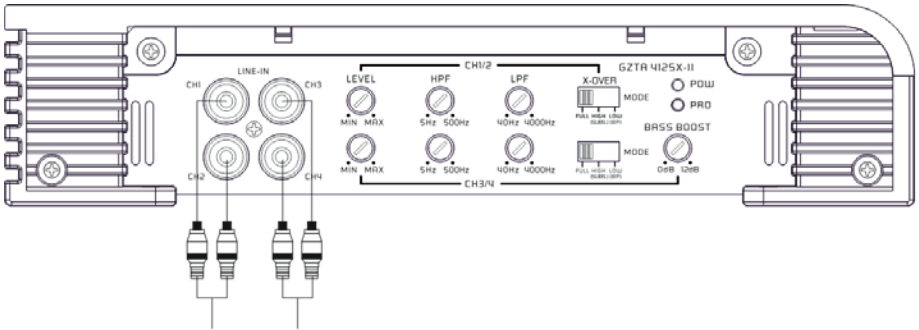 CH1/2
GZTA 4125X-II
LINE-IN
CH1
CH3
LEVEL
HPF
LPF
X-OVER
POW
MODE
PRO
MIN MAX
5Hz 500Hz
40Hz 4000Hz
FULL HIGH LOW
BASS BOOST
CH2
CH4
MODE
MIN MAX
5Hz 500Hz
40Hz 4000Hz
FULL HIGH LOW
0dB 12dB
CH3/4